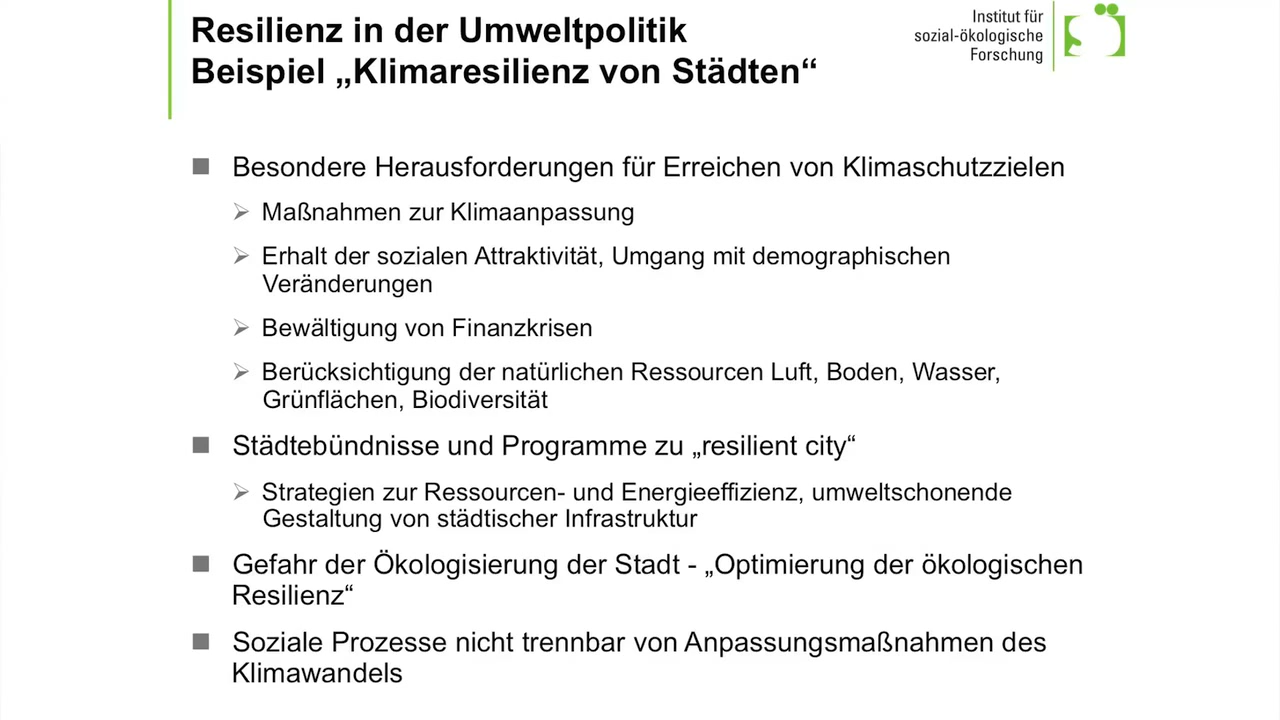 Resilienz in der Umweltpolitik
Beispiel „Klimaresilienz von Städten“
Institut für
sozial-ökologische
Forschung
Besondere Herausforderungen für Erreichen von Klimaschutzzielen
Maßnahmen zur Klimaanpassung
Erhalt der sozialen Attraktivität, Umgang mit demographischen
Veränderungen
Bewältigung von Finanzkrisen
Berücksichtigung der natürlichen Ressourcen Luft, Boden, Wasser,
Grünflächen, Biodiversität
Städtebündnisse und Programme zu „resilient city“
Strategien zur Ressourcen- und Energieeffizienz, umweltschonende
Gestaltung von städtischer Infrastruktur
Gefahr der Ökologisierung der Stadt - „Optimierung der ökologischen
Resilienz“
Soziale Prozesse nicht trennbar von Anpassungsmaßnahmen des
Klimawandels